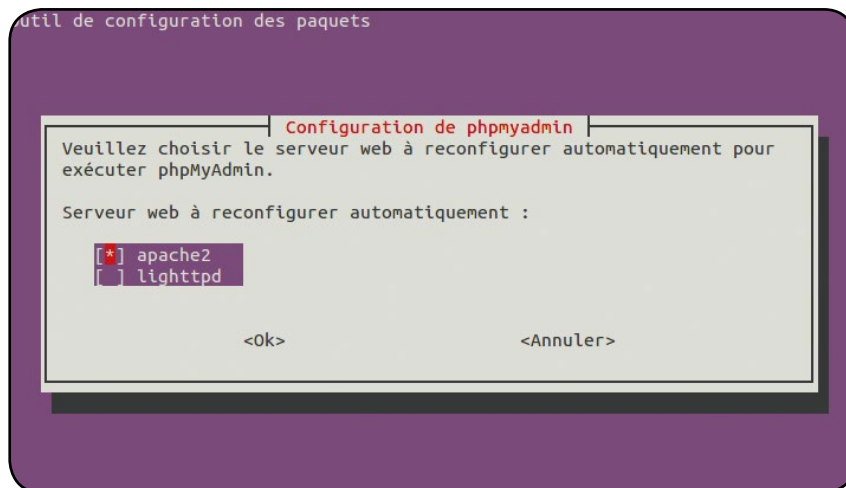 util de configuration des paquets
Configuration de phpmyadmin
Veuillez choisir le serveur web à reconfigurer automatiquement pour
exécuter phpMyAdmin.
Serveur web à reconfigurer automatiquement :
[*] apache2
[ ] lighttpd
<Ok> <Annuler>